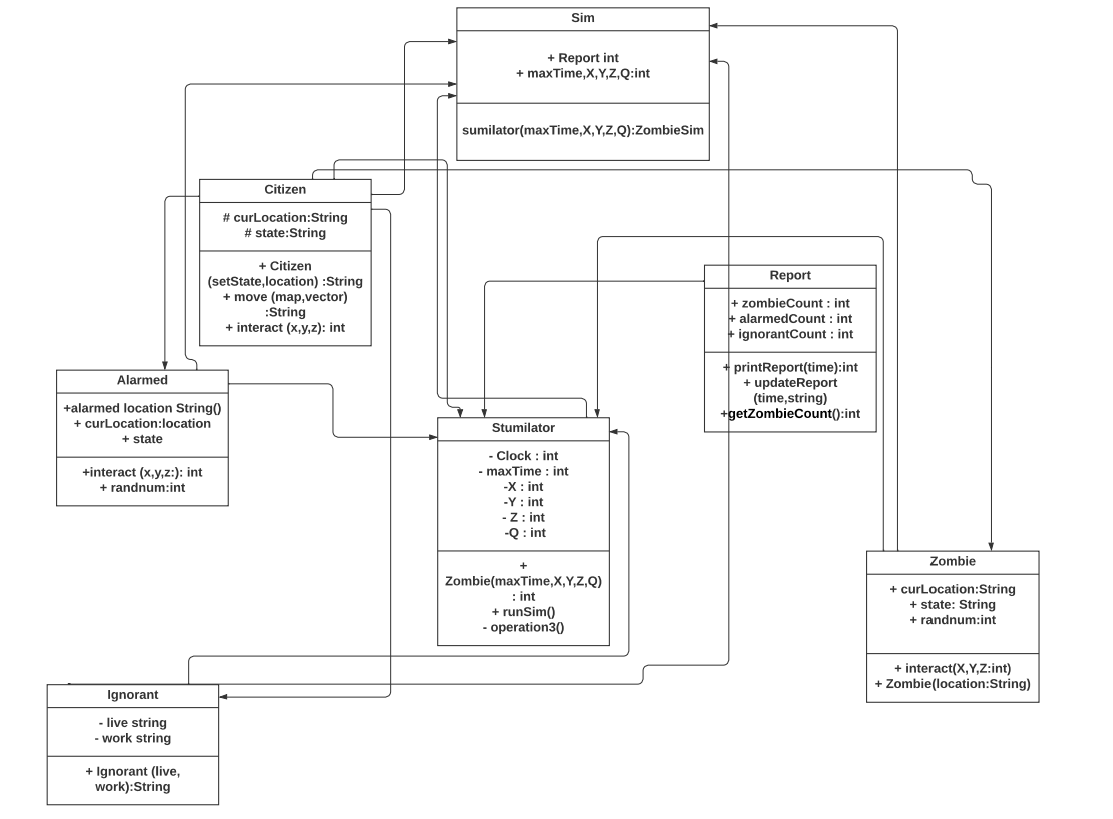 Sim
+ Report int
+ maxTime,X,Y,Z,Q:int
sumilator(maxTime,X,Y,Z,Q):ZombieSim
Citizen
# curLocation:String
# state:String
+ Citizen
(setState,location) :String
+ move (map,vector)
:String
+ interact (x,y,z): int
Report
+ zombieCount : int
+ alarmedCount : int
+ ignorantCount : int
+ printReport(time):int
+ updateReport
(time,string)
+getZombieCount():int
Alarmed
+alarmed location String()
+ curLocation:location
+ state
+interact (x,y,z:): int
+ randnum:int
Stumilator
- Clock : int
- maxTime : int
-X : int
-Y : int
- Z : int
-Q : int
+
Zombie(maxTime,X,Y,Z,Q)
: int
+ runSim()
- operation3()
Zombie
+ curLocation:String
+ state: String
+ randnum:int
+ interact(X,Y,Z:int)
+ Zombie(location:String)
Ignorant
- live string
- work string
+ Ignorant (live,
work):String